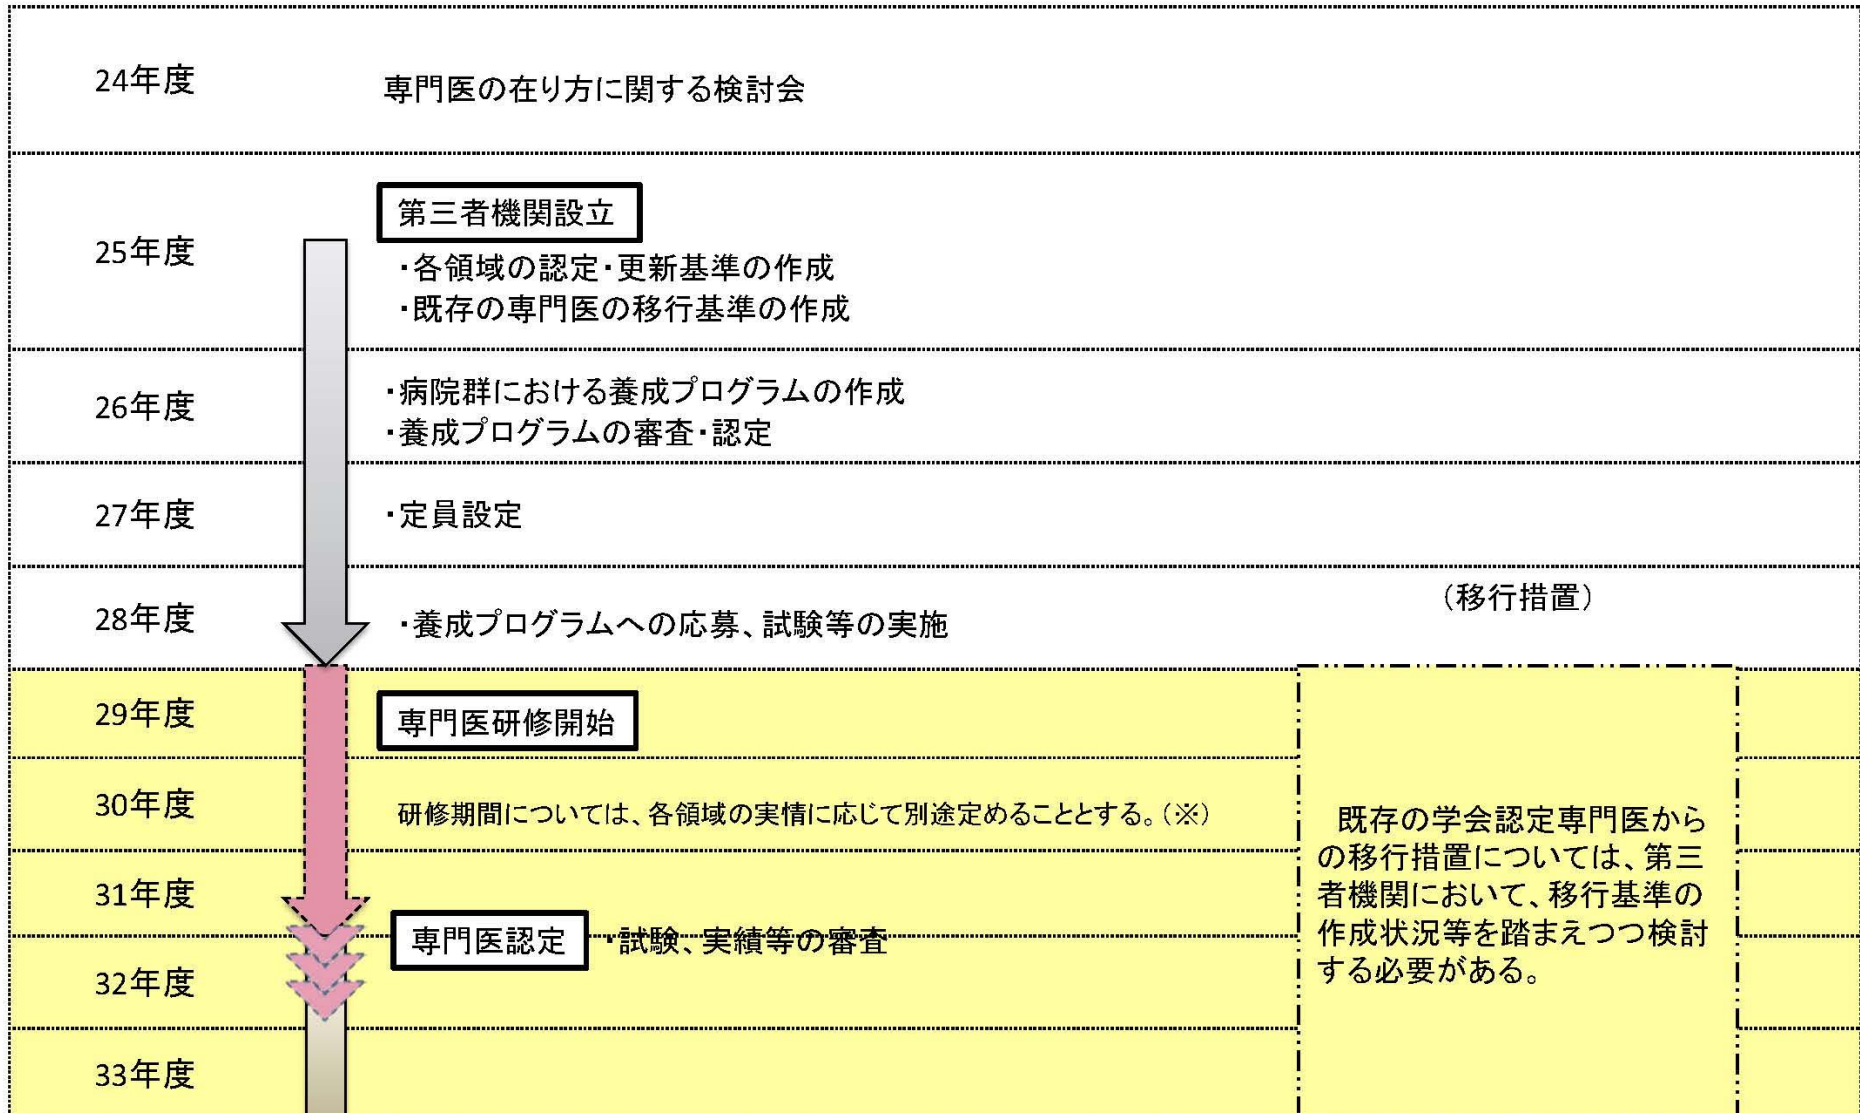 24年度
専門医の在り方に関する検討会
25年度
第三者機関設立
・各領域の認定・更新基準の作成
・既存の専門医の移行基準の作成
26年度
・病院群における養成プログラムの作成
・養成プログラムの審査・認定
27年度
・定員設定
28年度
・養成プログラムへの応募、試験等の実施
（移行措置）
29年度
専門医研修開始
30年度
研修期間については、各領域の実情に応じて別途定めることとする。（※）
31年度
専門医認定 ・試験、実績等の審査
32年度
33年度
既存の学会認定専門医から
の移行措置については、第三
者機関において、移行基準の
作成状況等を踏まえつつ検討
する必要がある。